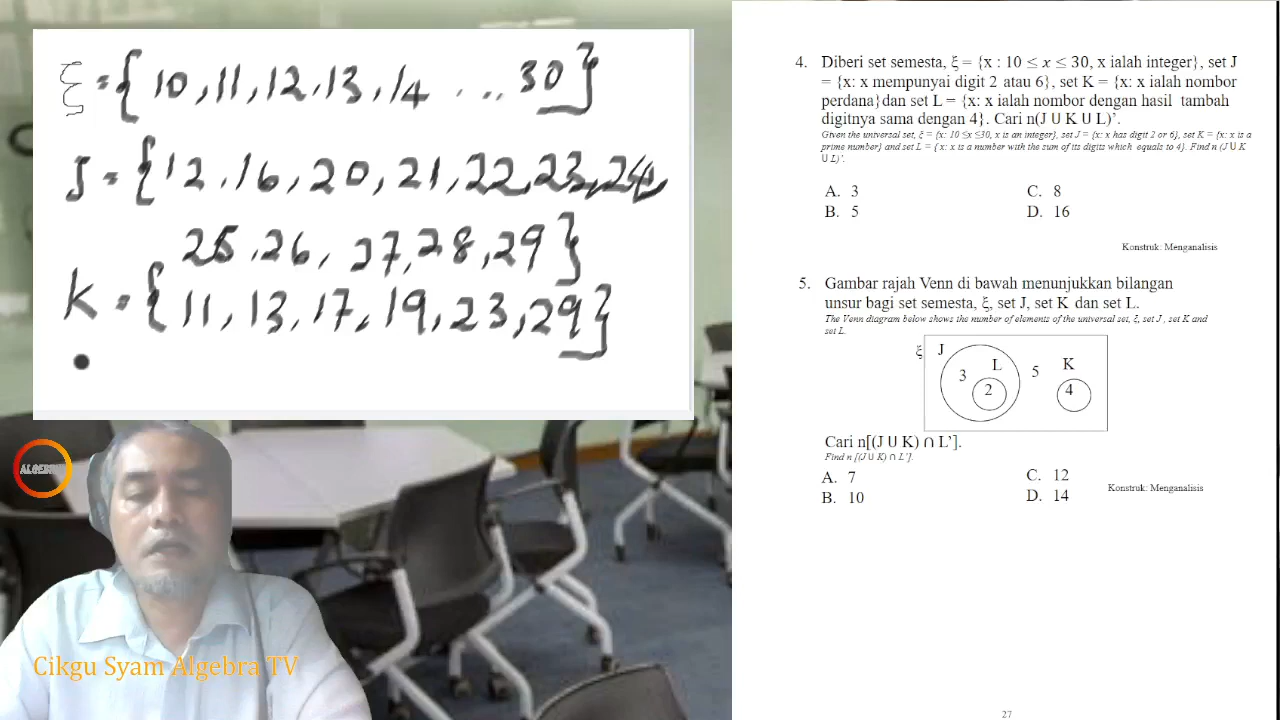 ξ = { 10, 11, 12, 13, 14 . . . . 30 }
J = { 12, 16, 20, 21, 22, 23, 24,
25, 26, 27, 28, 29 }
K = { 11, 13, 17, 19, 23, 29 }
ALGEBRA
Cikgu Syam Algebra TV
4. Diberi set semesta, ξ = {x : 10 ≤ x ≤ 30, x ialah integer}, set J
= {x: x mempunyai digit 2 atau 6}, set K = {x: x ialah nombor
perdana}dan set L = {x: x ialah nombor dengan hasil tambah
digitnya sama dengan 4}. Cari n(J U K U L)’.
Given the universal set, ξ = {x: 10 ≤x ≤30, x is an integer}, set J = {x: x has digit 2 or 6}, set K = {x: x is a
prime number} and set L = { x: x is a number with the sum of its digits which equals to 4}. Find n (J U K
U L)’.
A. 3 C. 8
B. 5 D. 16
Konstruk: Menganalisis
5. Gambar rajah Venn di bawah menunjukkan bilangan
unsur bagi set semesta, ξ, set J, set K dan set L.
The Venn diagram below shows the number of elements of the universal set, ξ, set J , set K and
set L.
ξ J
L 5 K
3 2 4
Cari n[(J U K) ∩ L’].
Find n [(J U K) ∩ L’].
A. 7 C. 12
B. 10 D. 14
Konstruk: Menganalisis
27